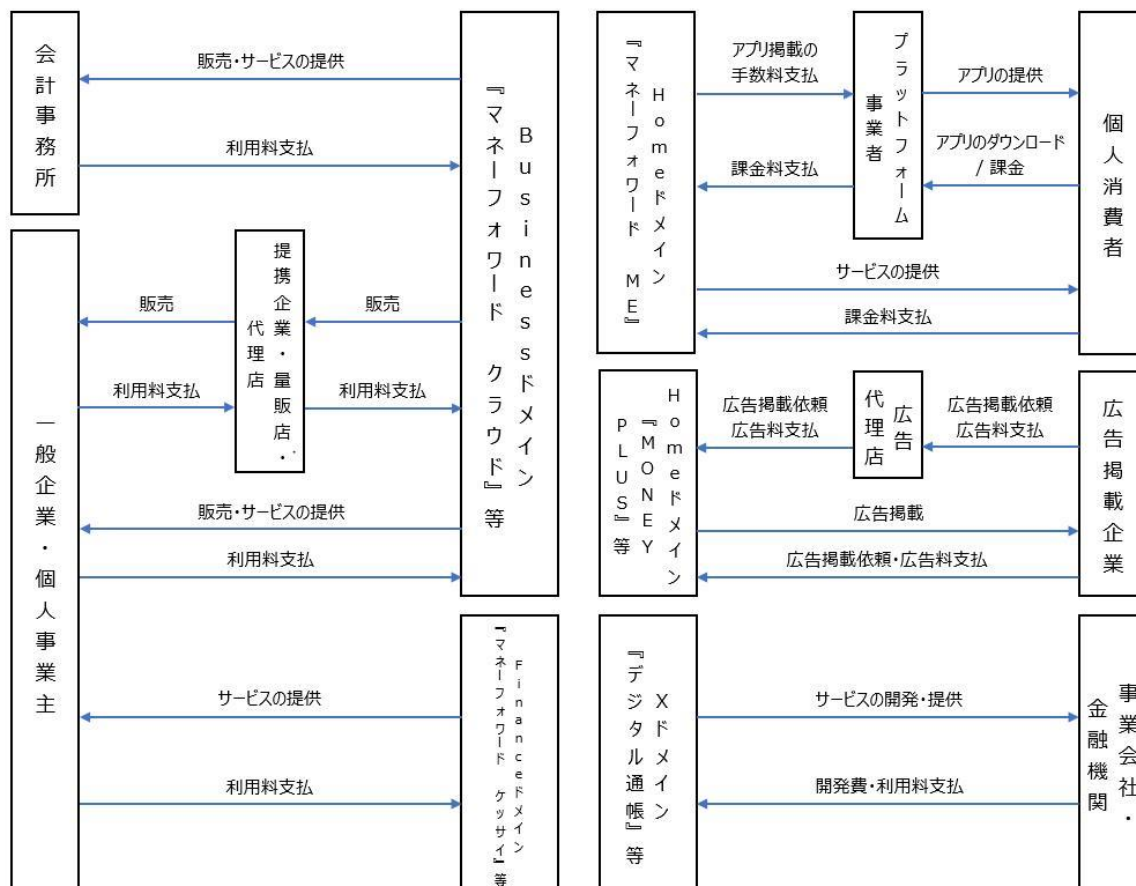 会計事務所
販売・サービスの提供
利用料支払
Businessドメイン
『マネーフォワード クラウド』等
提携企業・量販店・
代理店
販売
販売
利用料支払
利用料支払
一般企業・個人事業主
販売・サービスの提供
利用料支払
サービスの提供
利用料支払
Financeドメイン
『マネーフォワード ケッサイ』等
Homeドメイン
『マネーフォワード ME』
アプリ掲載の
手数料支払
課金料支払
プラットフォーム
事業者
アプリの提供
アプリのダウンロード
/ 課金
個人消費者
サービスの提供
課金料支払
Homeドメイン
『MONEY
PLUS』等
広告掲載依頼
広告料支払
広告
代理店
広告掲載依頼
広告料支払
広告掲載企業
広告掲載
広告掲載依頼・広告料支払
Xドメイン
『デジタル通帳』等
サービスの開発・提供
開発費・利用料支払
事業会社・
金融機関